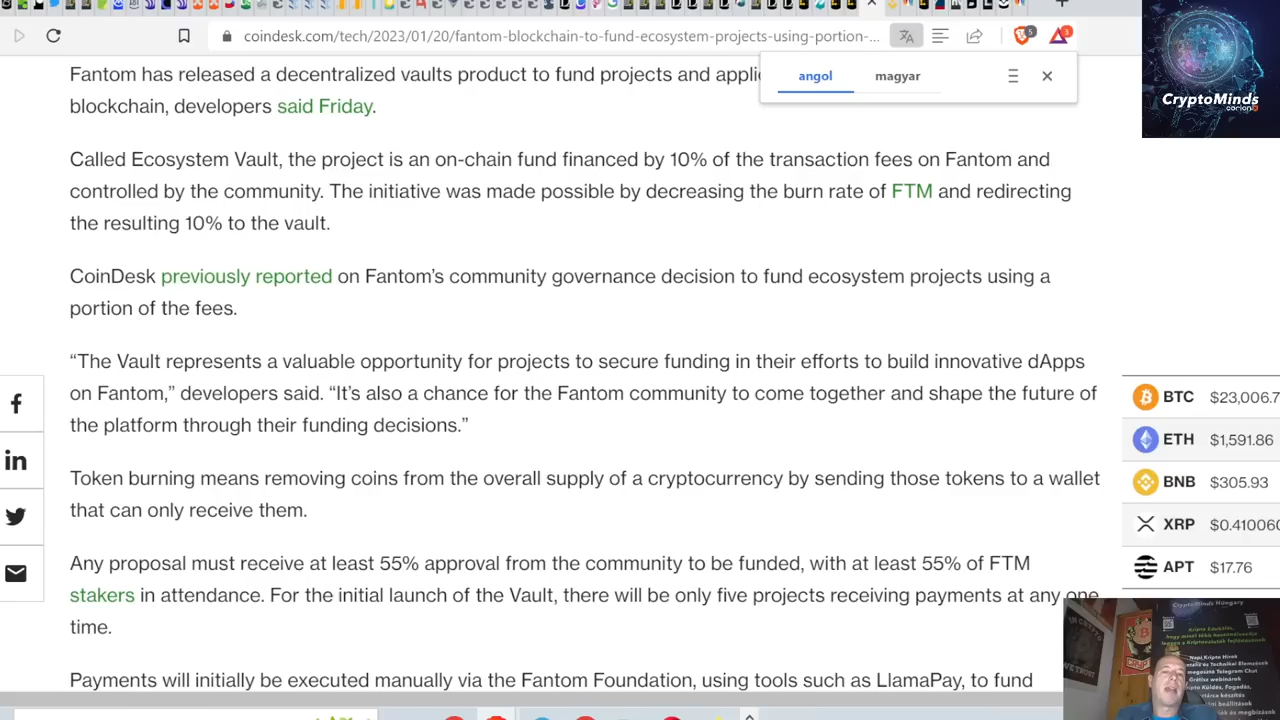 coindesk.com/tech/2023/01/20/fantom-blockchain-to-fund-ecosystem-projects-using-portion-...
5
3
angol
magyar
CryptoMinds
Fantom has released a decentralized vaults product to fund projects and
blockchain, developers said Friday.
Called Ecosystem Vault, the project is an on-chain fund financed by 10% of the transaction fees on Fantom and
controlled by the community. The initiative was made possible by decreasing the burn rate of FTM and redirecting
the resulting 10% to the vault.
CoinDesk previously reported on Fantom’s community governance decision to fund ecosystem projects using a
portion of the fees.
“The Vault represents a valuable opportunity for projects to secure funding in their efforts to build innovative dApps
on Fantom,” developers said. “It’s also a chance for the Fantom community to come together and shape the future of
the platform through their funding decisions.”
Token burning means removing coins from the overall supply of a cryptocurrency by sending those tokens to a wallet
that can only receive them.
Any proposal must receive at least 55% approval from the community to be funded, with at least 55% of FTM
stakers in attendance. For the initial launch of the Vault, there will be only five projects receiving payments at any one
time.
Payments will initially be executed manually via the Fantom Foundation, using tools such as LlamaPay to fund
BTC $23,006.7
ETH $1,591.86
BNB $305.93
XRP $0.410060
APT $17.76
CryptoMinds Hungary
Kripto Edukálás,
Napi Kripto Hírek